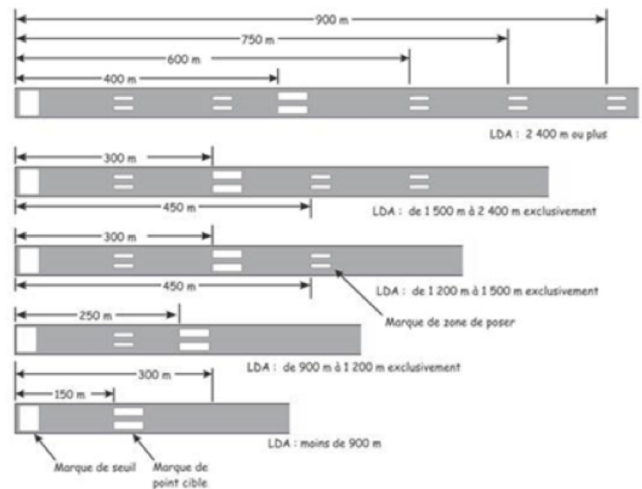 900 m
750 m
600 m
400 m
LDA : 2 400 m ou plus
300 m
450 m
LDA : de 1 500 m à 2 400 m exclusivement
300 m
450 m
LDA : de 1 200 m à 1 500 m exclusivement
250 m
Marque de zone de poser
LDA : de 900 m à 1 200 m exclusivement
300 m
150 m
LDA : moins de 900 m
Marque de seuil
Marque de
point cible